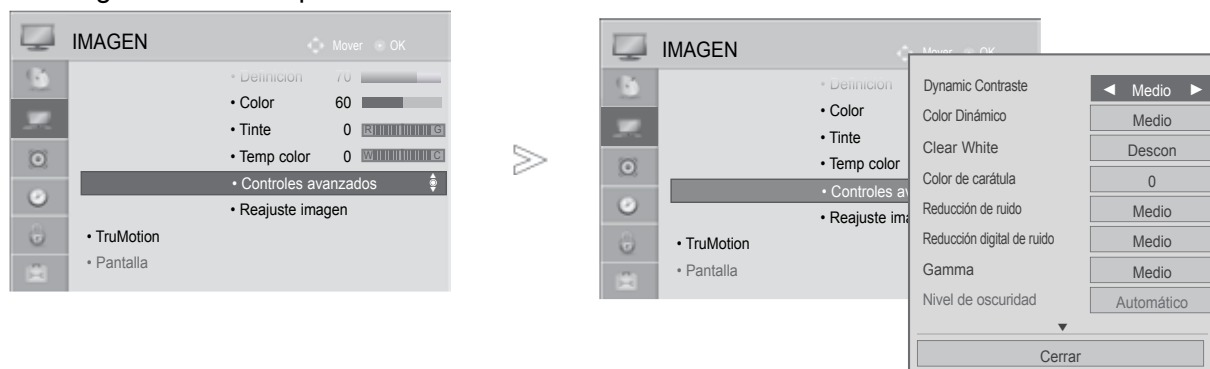 IMAGEN Mover OK
• Definición 70
• Color 60
• Tinte 0 R G
• Temp color 0 W C
• Controles avanzados
• Reajuste imagen
• TruMotion
• Pantalla
IMAGEN Mover OK
• Definición
• Color
• Tinte
• Temp color
• Controles av
• Reajuste ima
• TruMotion
• Pantalla
Dynamic Contraste ◄ Medio ►
Color Dinámico Medio
Clear White Descon
Color de carátula 0
Reducción de ruido Medio
Reducción digital de ruido Medio
Gamma Medio
Nivel de oscuridad Automático
▼
Cerrar